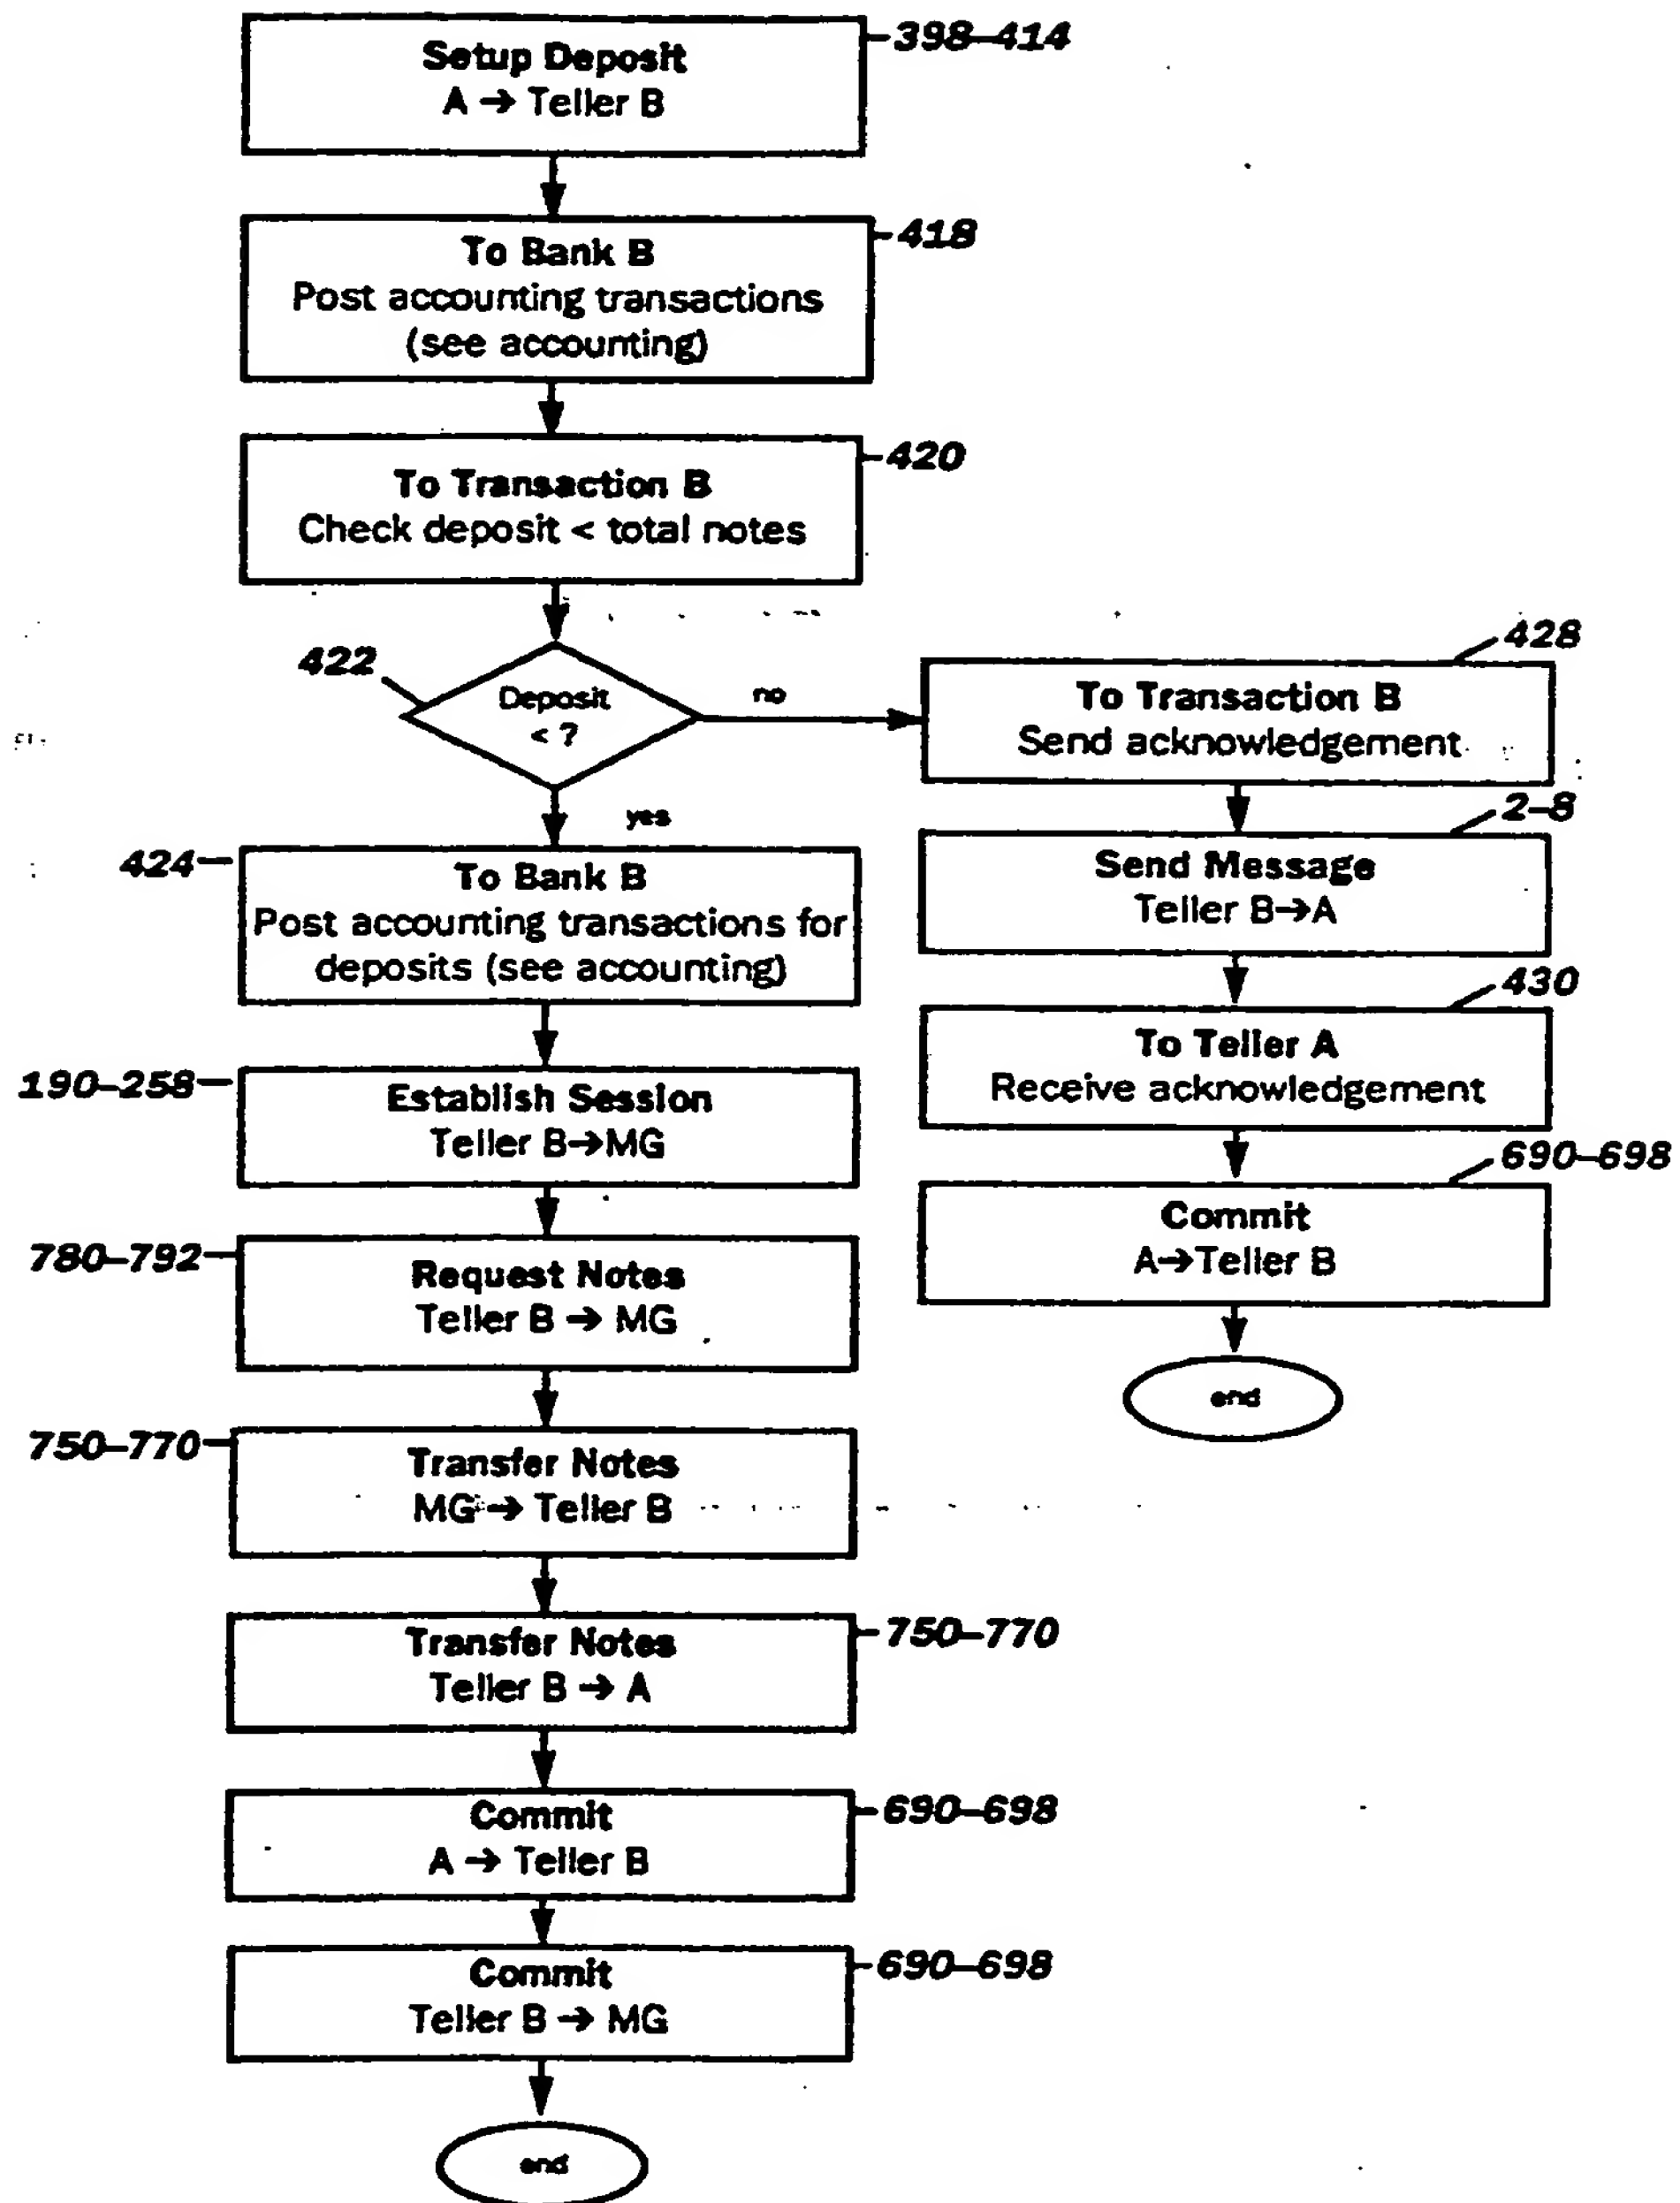 Setup Deposit
A → Teller B
398–414
To Bank B
Post accounting transactions
(see accounting)
418
To Transaction B
Check deposit < total notes
420
422
Deposit
< ?
no
yes
428
To Transaction B
Send acknowledgement
2–8
Send Message
Teller B→A
430
To Teller A
Receive acknowledgement
690–698
Commit
A→Teller B
end
424
To Bank B
Post accounting transactions for
deposits (see accounting)
190–258
Establish Session
Teller B→MG
780–792
Request Notes
Teller B → MG
750–770
Transfer Notes
MG → Teller B
Transfer Notes
Teller B → A
750–770
Commit
A → Teller B
690–698
Commit
Teller B → MG
690–698
end